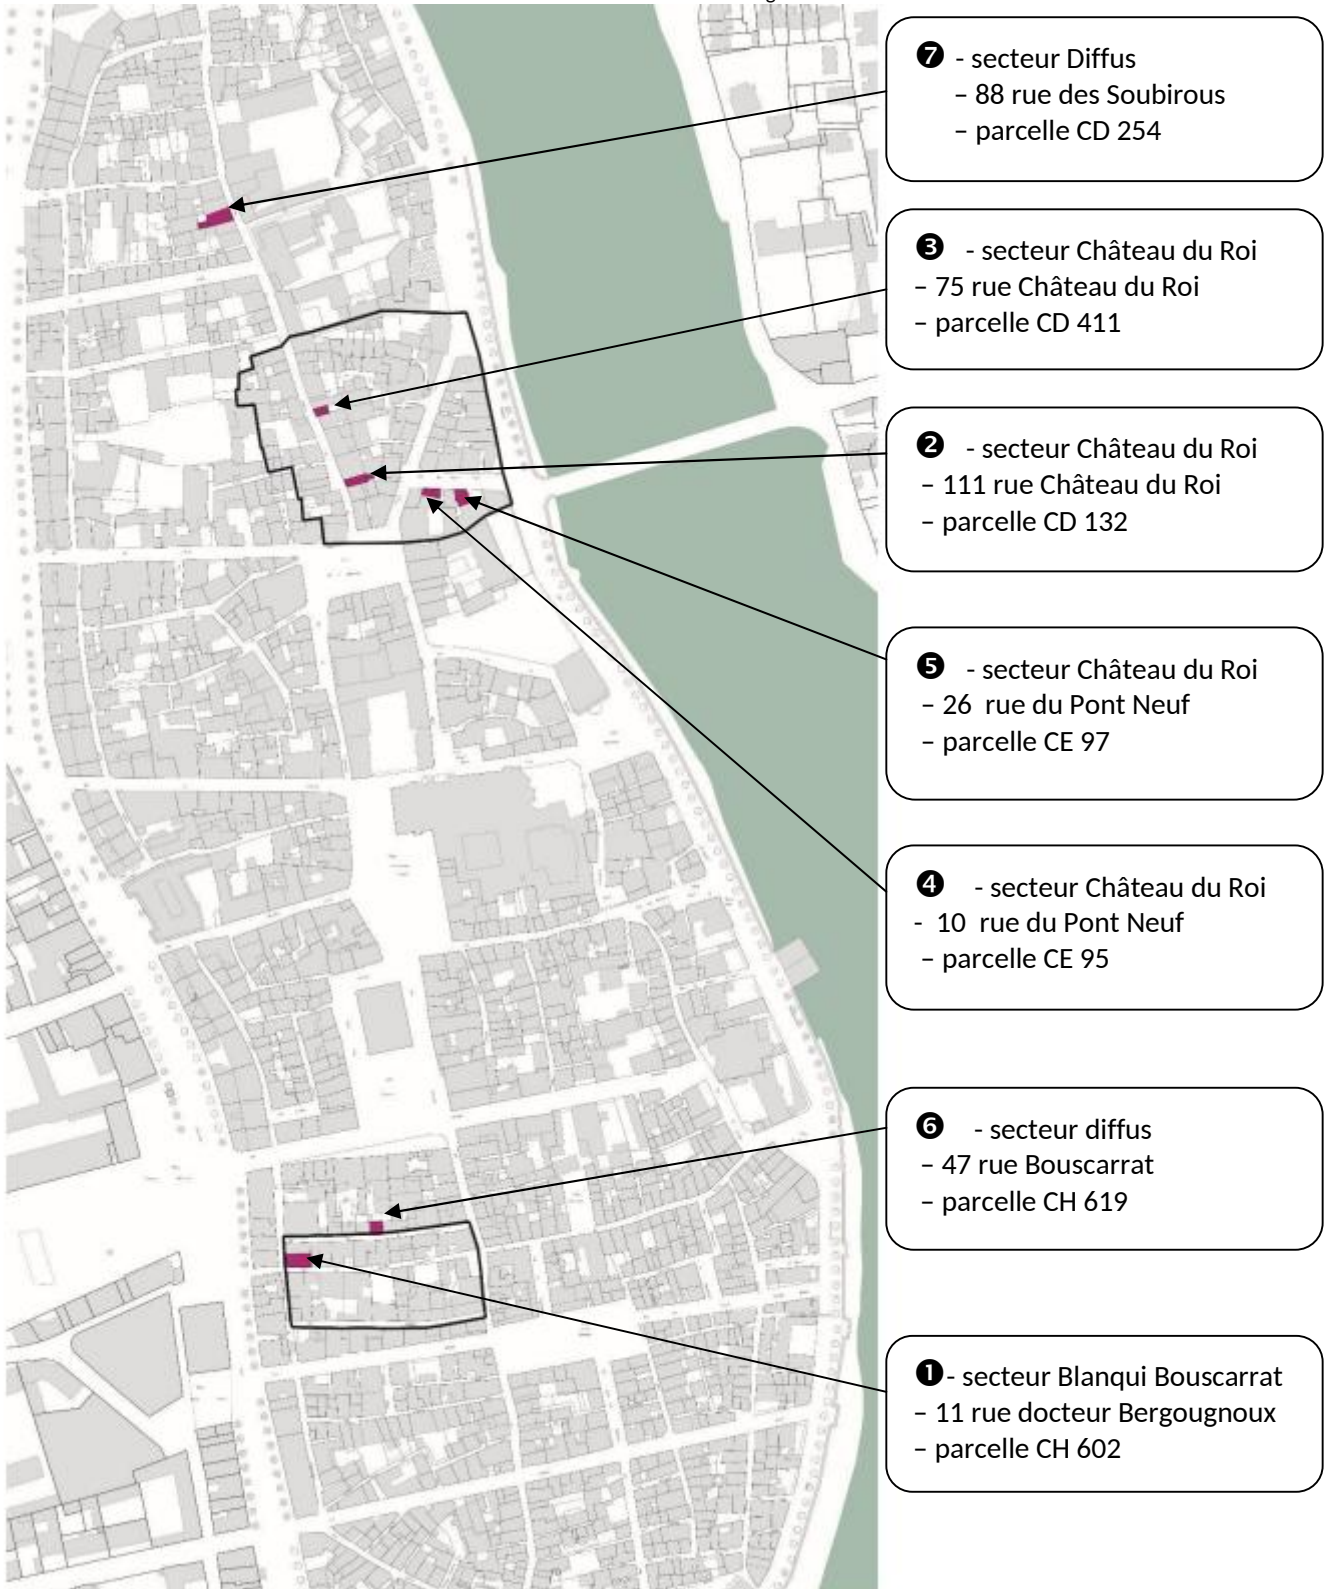 ❼ - secteur Diffus
– 88 rue des Soubirous
– parcelle CD 254
❸ - secteur Château du Roi
– 75 rue Château du Roi
– parcelle CD 411
❷ - secteur Château du Roi
– 111 rue Château du Roi
– parcelle CD 132
❺ - secteur Château du Roi
– 26 rue du Pont Neuf
– parcelle CE 97
❹ - secteur Château du Roi
- 10 rue du Pont Neuf
– parcelle CE 95
❻ - secteur diffus
– 47 rue Bouscarrat
– parcelle CH 619
❶- secteur Blanqui Bouscarrat
– 11 rue docteur Bergougnoux
– parcelle CH 602